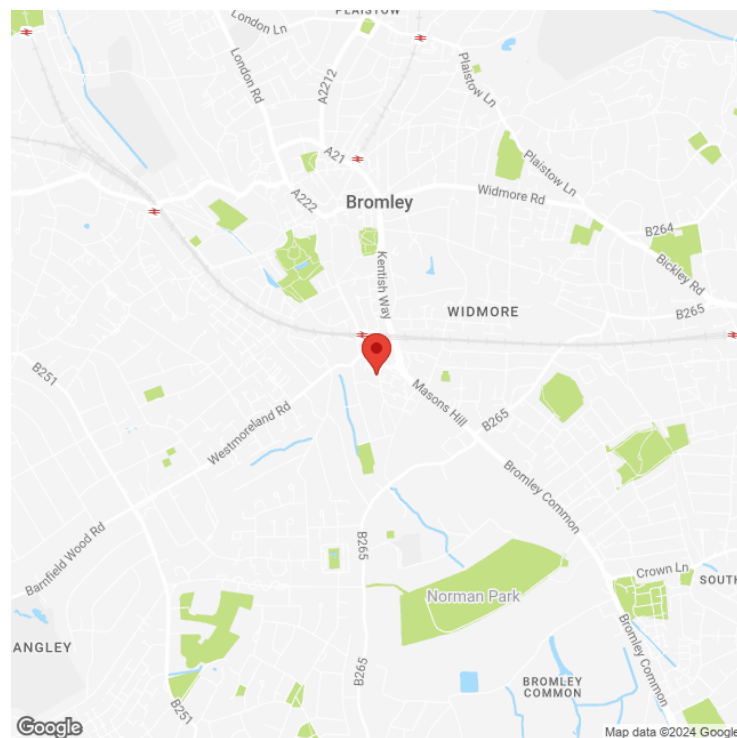 PLAISTOW
London Ln
London Rd
A2212
Plaistow Ln
A21
Plaistow Ln
A222
Bromley
Widmore Rd
B264
Bickley Rd
Kentish Way
WIDMORE
B265
B251
Masons Hill
B265
Westmoreland Rd
Bromley Common
B265
Barnfield Wood Rd
Crown Ln
SOUTH
Norman Park
ANGLEY
Bromley Common
B265
BROMLEY
COMMON
B251
Google
Map data ©2024 Google